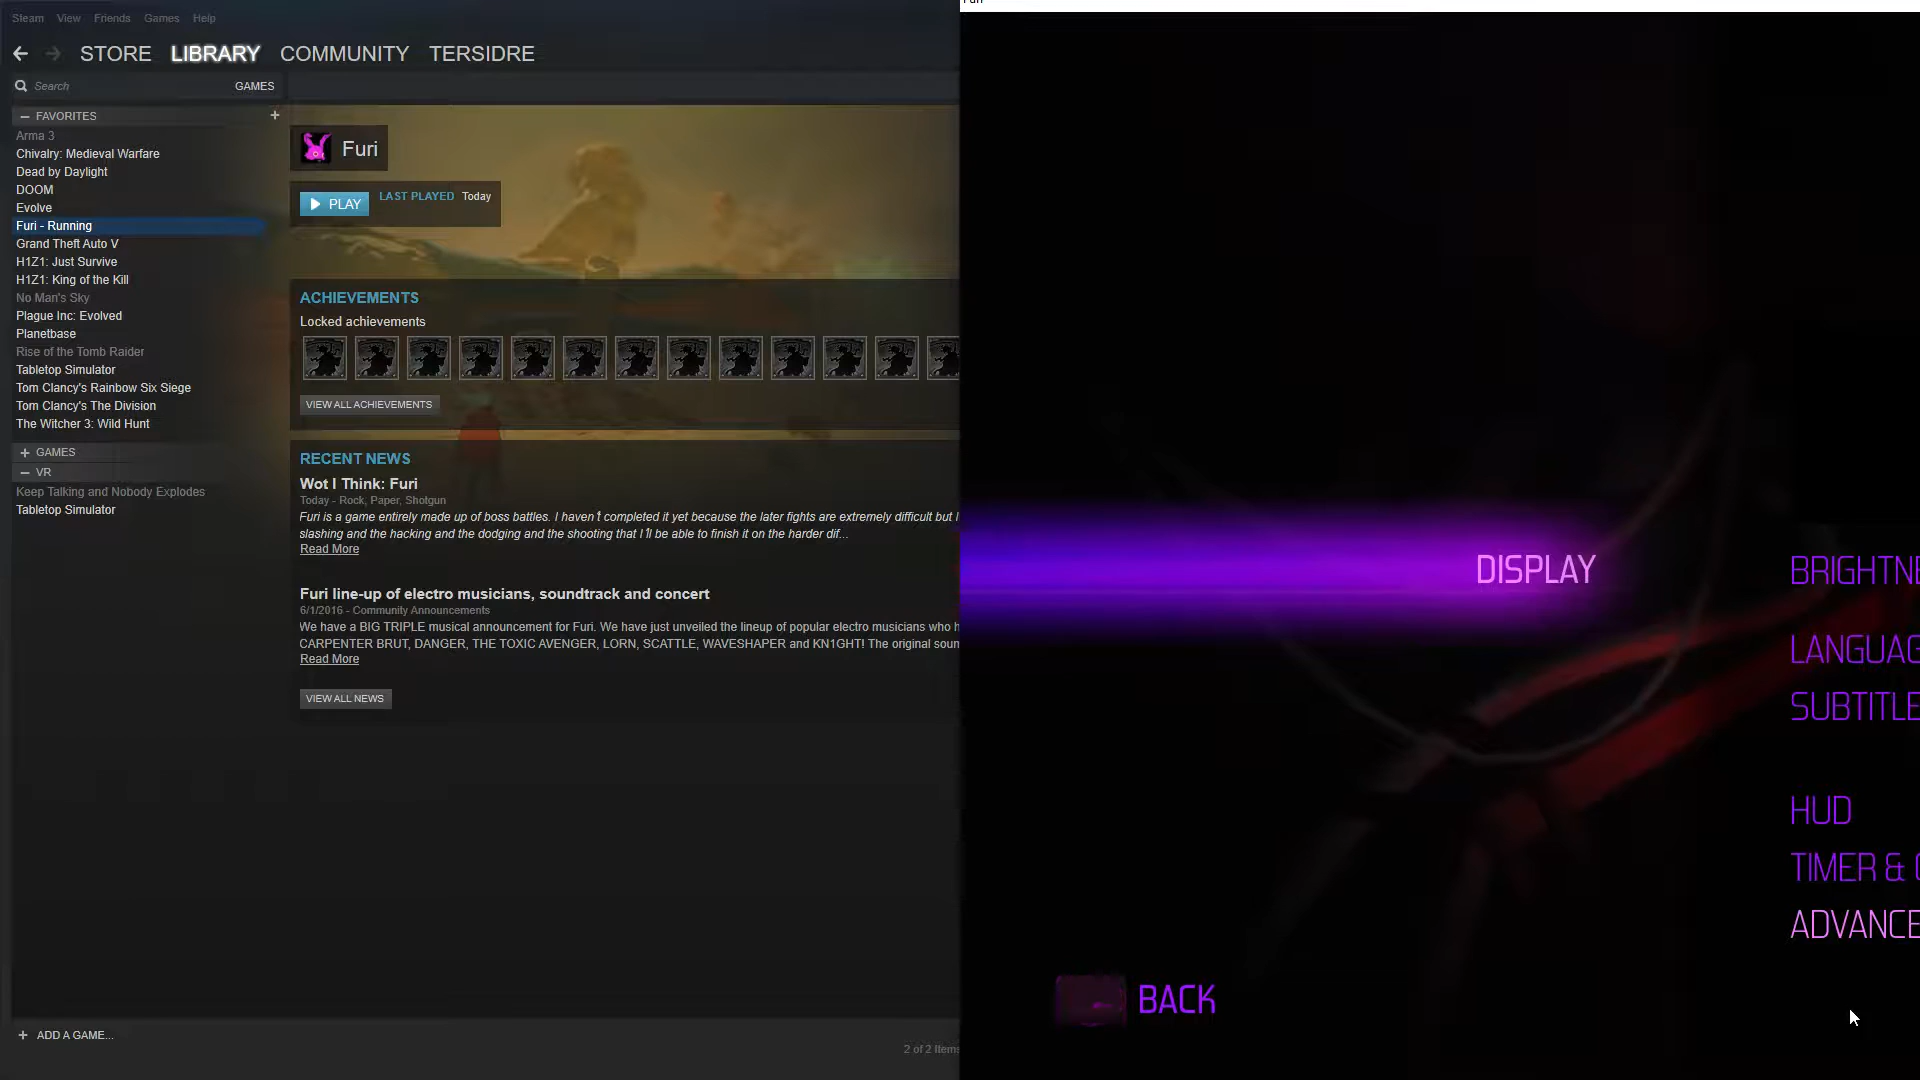 Steam View Friends Games Help
STORE LIBRARY COMMUNITY TERSIDRE
Search GAMES
— FAVORITES +
Arma 3
Chivalry: Medieval Warfare
Dead by Daylight
DOOM
Evolve
Furi - Running
Grand Theft Auto V
H1Z1: Just Survive
H1Z1: King of the Kill
No Man's Sky
Plague Inc: Evolved
Planetbase
Rise of the Tomb Raider
Tabletop Simulator
Tom Clancy's Rainbow Six Siege
Tom Clancy's The Division
The Witcher 3: Wild Hunt
+ GAMES
— VR
Keep Talking and Nobody Explodes
Tabletop Simulator
+ ADD A GAME...
Furi
PLAY LAST PLAYED Today
ACHIEVEMENTS
Locked achievements
VIEW ALL ACHIEVEMENTS
RECENT NEWS
Wot I Think: Furi
Today - Rock, Paper, Shotgun
Furi is a game entirely made up of boss battles. I haven't completed it yet because the later fights are extremely difficult but I
slashing and the hacking and the dodging and the shooting that I'll be able to finish it on the harder dif...
Read More
Furi line-up of electro musicians, soundtrack and concert
6/1/2016 - Community Announcements
We have a BIG TRIPLE musical announcement for Furi. We have just unveiled the lineup of popular electro musicians who h
CARPENTER BRUT, DANGER, THE TOXIC AVENGER, LORN, SCATTLE, WAVESHAPER and KN1GHT! The original soun
Read More
VIEW ALL NEWS
2 of 2 Items
DISPLAY
BRIGHTNE
LANGUAG
SUBTITLE
HUD
TIMER &
ADVANCE
BACK